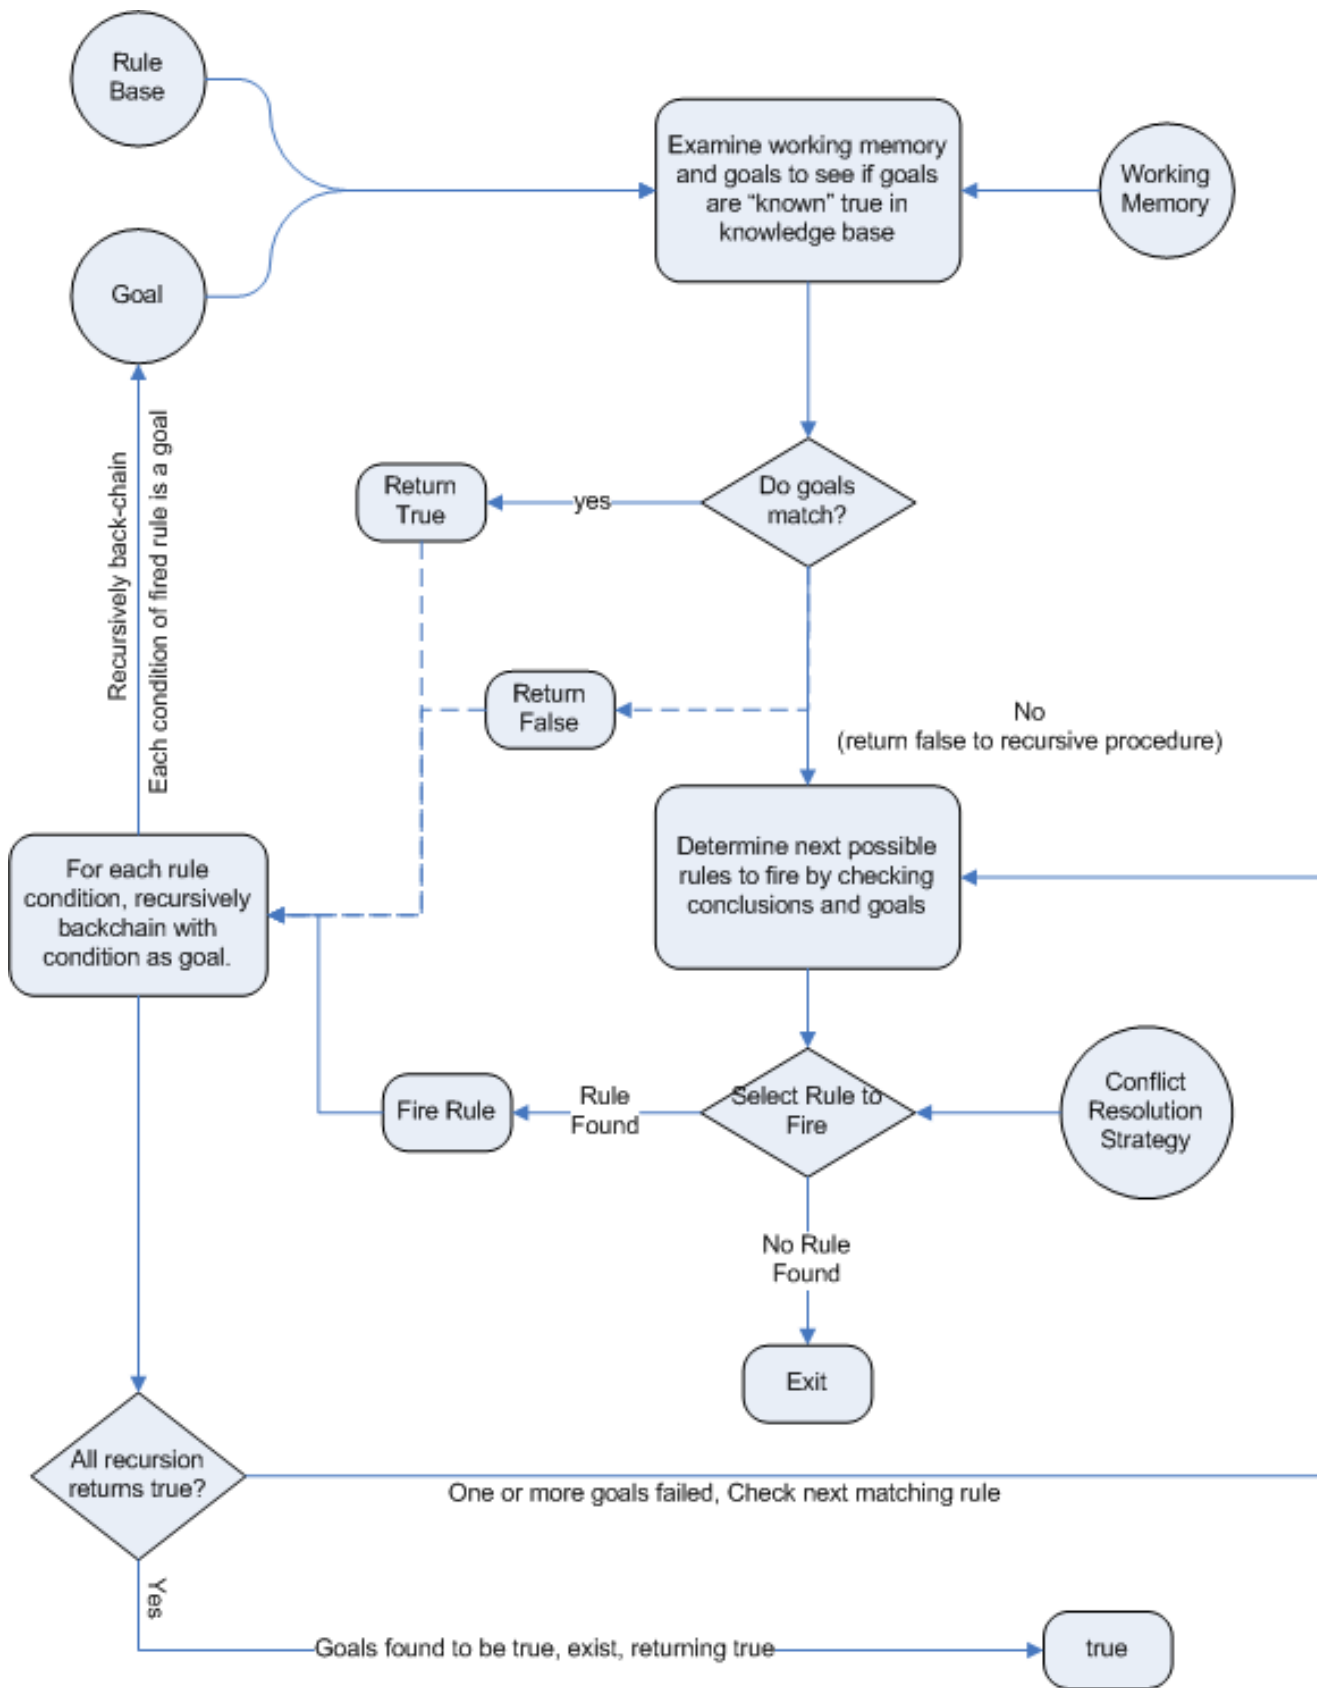 Rule
Base
Examine working memory
and goals to see if goals
are “known” true in
knowledge base
Working
Memory
Goal
Recursively back-chain
Each condition of fired rule is a goal
Return
True
yes
Do goals
match?
Return
False
No
(return false to recursive procedure)
For each rule
condition, recursively
backchain with
condition as goal.
Determine next possible
rules to fire by checking
conclusions and goals
Fire Rule
Rule
Found
Select Rule to
Fire
Conflict
Resolution
Strategy
No Rule
Found
Exit
All recursion
returns true?
One or more goals failed, Check next matching rule
Yes
Goals found to be true, exist, returning true
true